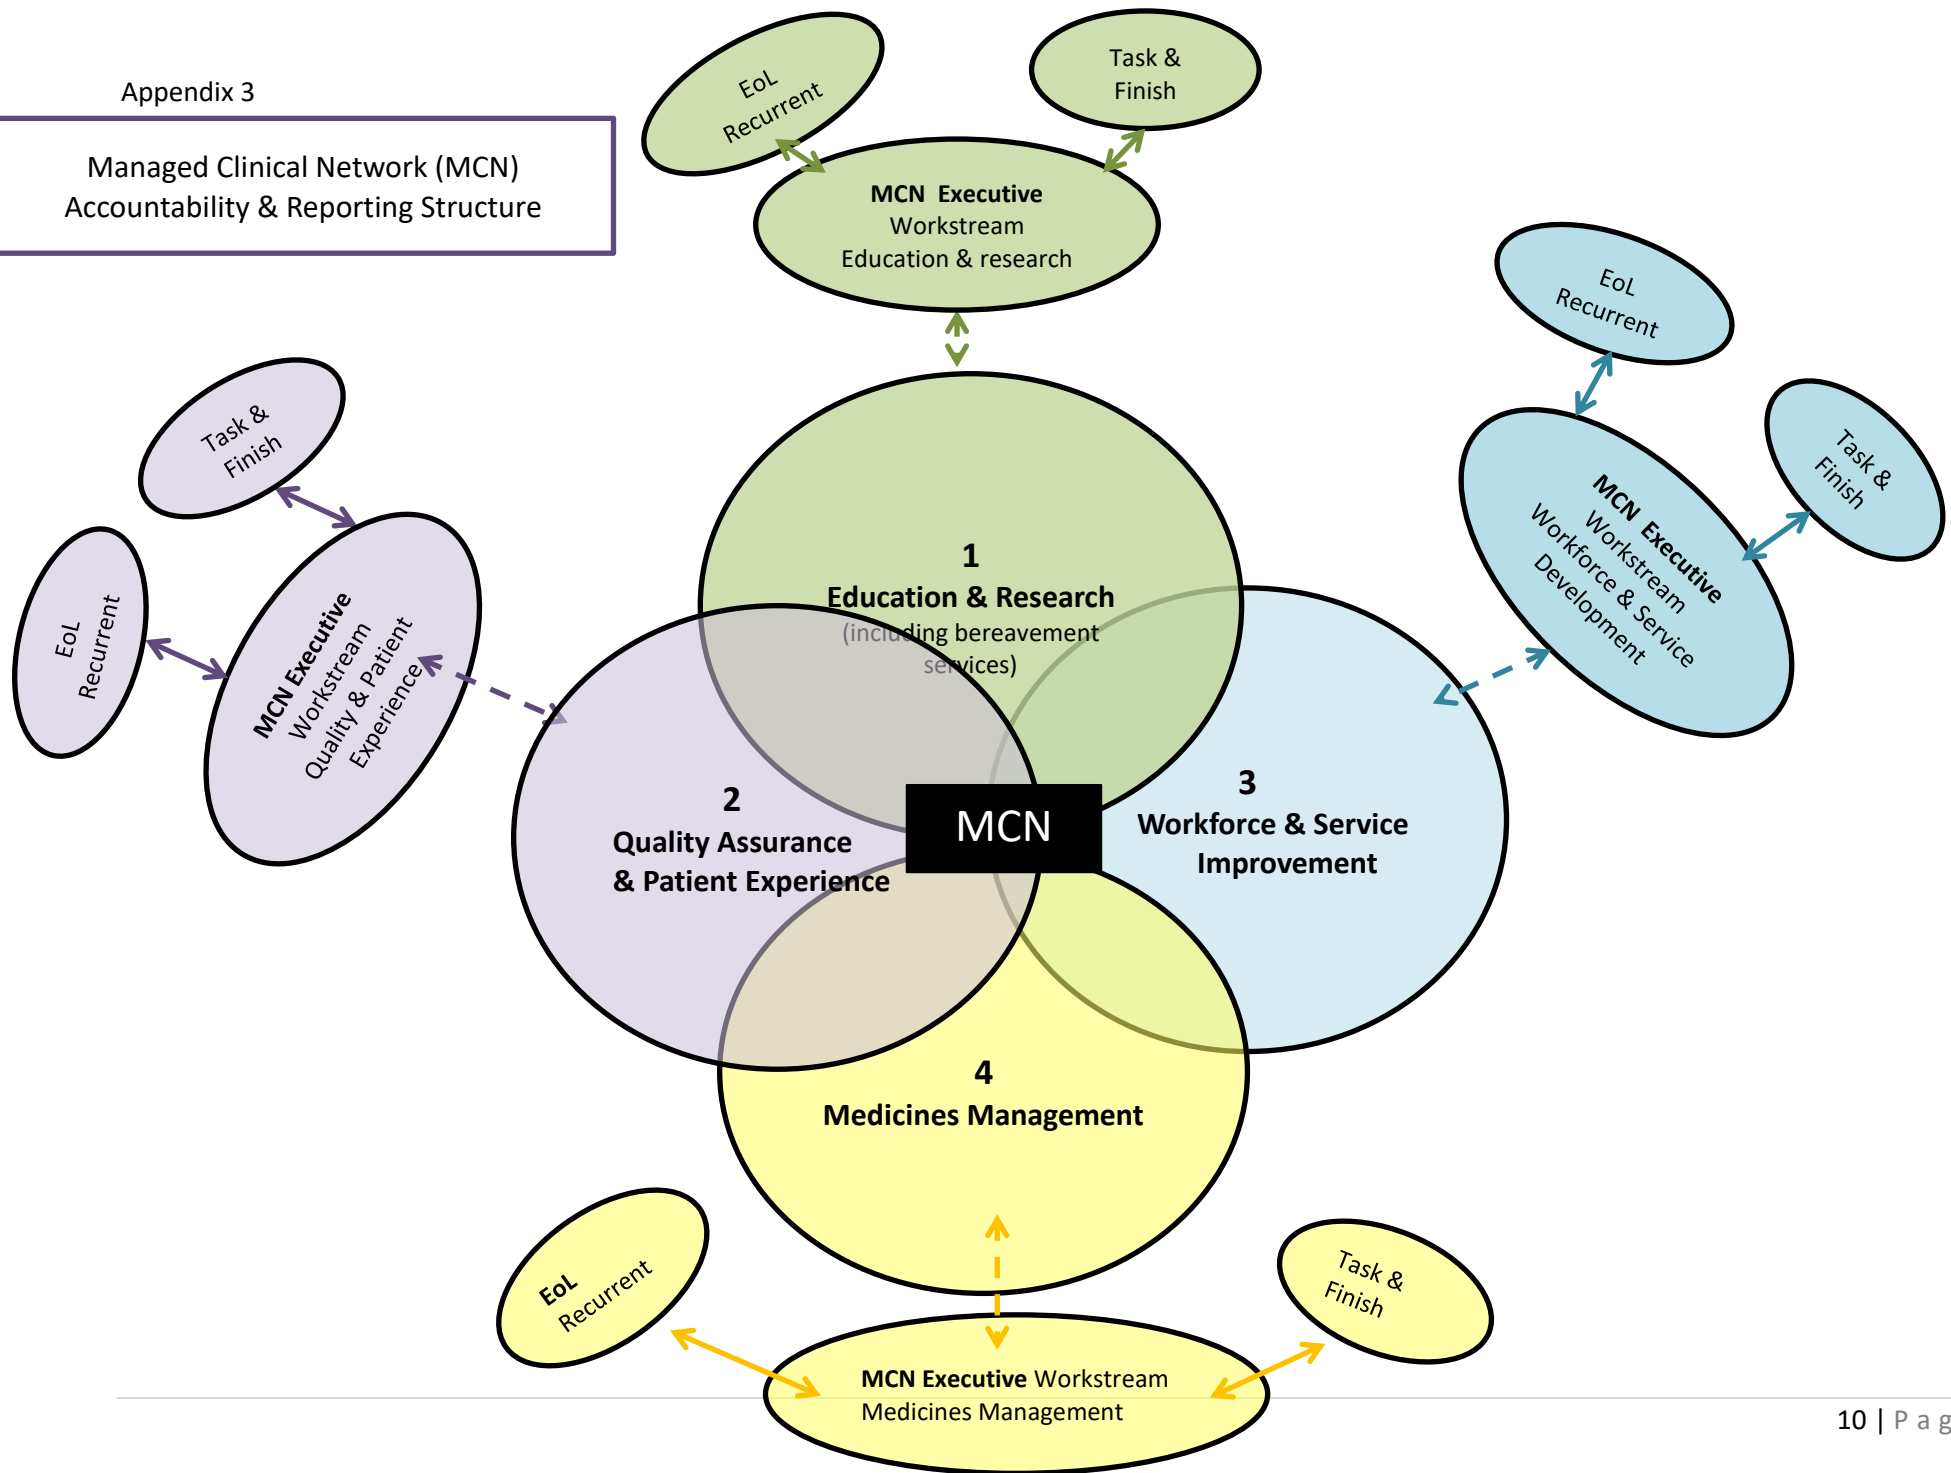 Appendix 3
Managed Clinical Network (MCN)
Accountability & Reporting Structure
EoL
Recurrent
Task &
Finish
MCN  Executive
Workstream
Education & research
EoL
Recurrent
Task &
Finish
MCN Executive
Workstream
Workforce & Service
Development
Task &
Finish
EoL
Recurrent
MCN Executive
Workstream
Quality & Patient
Experience
1
Education & Research
(including bereavement
services)
2
Quality Assurance
& Patient Experience
MCN
3
Workforce & Service
Improvement
4
Medicines Management
EoL
Recurrent
Task &
Finish
MCN Executive Workstream
Medicines Management
10 | P a g